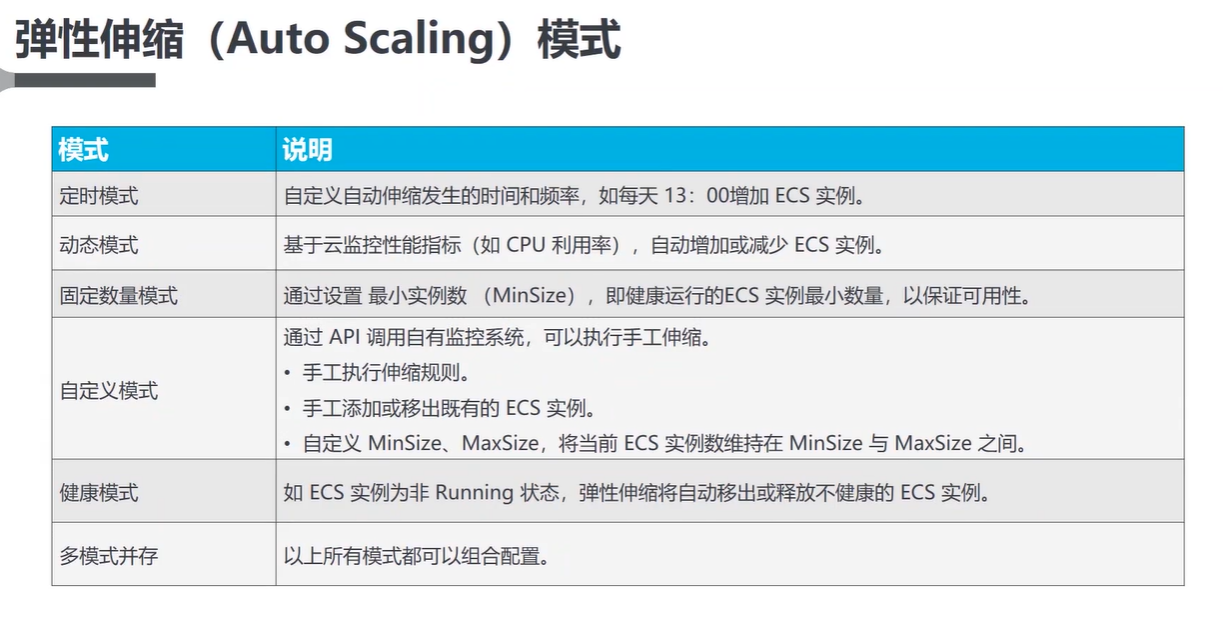 弹性伸缩（Auto Scaling）模式
模式 说明
定时模式 自定义自动伸缩发生的时间和频率，如每天 13：00增加 ECS 实例。
动态模式 基于云监控性能指标（如 CPU 利用率），自动增加或减少 ECS 实例。
固定数量模式 通过设置 最小实例数 （MinSize），即健康运行的ECS 实例最小数量，以保证可用性。
通过 API 调用自有监控系统，可以执行手工伸缩。
• 手工执行伸缩规则。
自定义模式
• 手工添加或移出既有的 ECS 实例。
• 自定义 MinSize、MaxSize，将当前 ECS 实例数维持在 MinSize 与 MaxSize 之间。
健康模式 如 ECS 实例为非 Running 状态，弹性伸缩将自动移出或释放不健康的 ECS 实例。
多模式并存 以上所有模式都可以组合配置。